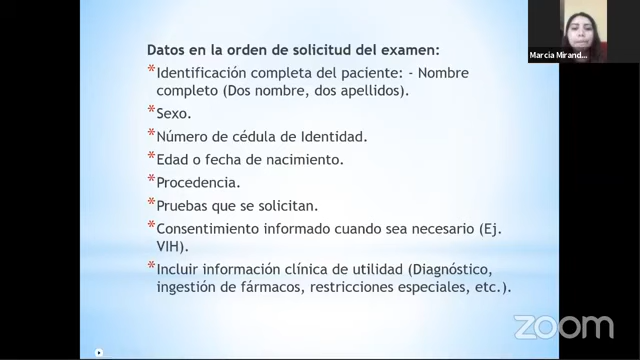 Datos en la orden de solicitud del examen:
*Identificación completa del paciente: - Nombre
completo (Dos nombre, dos apellidos).
*Sexo.
*Número de cédula de Identidad.
*Edad o fecha de nacimiento.
*Procedencia.
*Pruebas que se solicitan.
*Consentimiento informado cuando sea necesario (Ej.
VIH).
*Incluir información clínica de utilidad (Diagnóstico,
ingestión de fármacos, restricciones especiales, etc.).
Marcia Mirand...
zoom